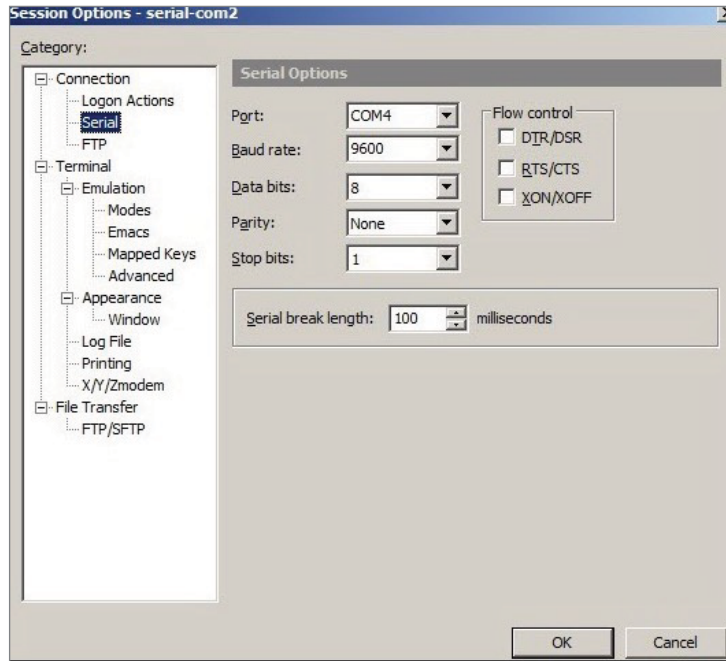 Session Options - serial-com2
Category:
Connection
Logon Actions
Serial
FTP
Terminal
Emulation
Modes
Emacs
Mapped Keys
Advanced
Appearance
Window
Log File
Printing
X/Y/Zmodem
File Transfer
FTP/SFTP
Serial Options
Port: COM4
Baud rate: 9600
Data bits: 8
Parity: None
Stop bits: 1
Flow control
DTR/DSR
RTS/CTS
XON/XOFF
Serial break length: 100 milliseconds
OK Cancel